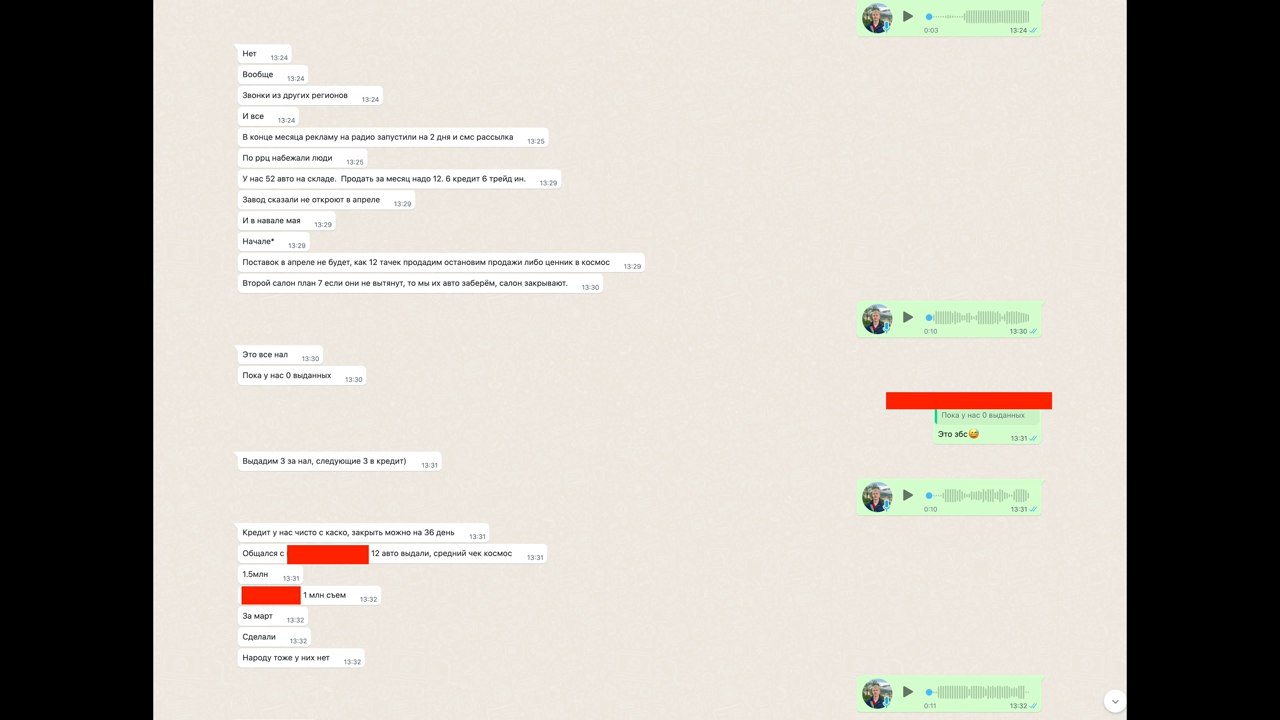 0:03 13:24
Нет 13:24
Вообще 13:24
Звонки из других регионов 13:24
И все 13:24
В конце месяца рекламу на радио запустили на 2 дня и смс рассылка 13:25
По ррц набежали люди 13:25
У нас 52 авто на складе. Продать за месяц надо 12. 6 кредит 6 трейд ин. 13:29
Завод сказали не откроют в апреле 13:29
И в навале мая 13:29
Начале* 13:29
Поставок в апреле не будет, как 12 тачек продадим остановим продажи либо ценник в космос 13:29
Второй салон план 7 если они не вытянут, то мы их авто заберём, салон закрывают. 13:30
0:10 13:30
Это все нал 13:30
Пока у нас 0 выданных 13:30
Пока у нас 0 выданных
Это збс😅 13:31
Выдадим 3 за нал, следующие 3 в кредит) 13:31
0:10 13:31
Кредит у нас чисто с каско, закрыть можно на 36 день 13:31
Общался с 12 авто выдали, средний чек космос 13:31
1.5млн 13:31
1 млн съем 13:32
За март 13:32
Сделали 13:32
Народу тоже у них нет 13:32
0:11 13:32